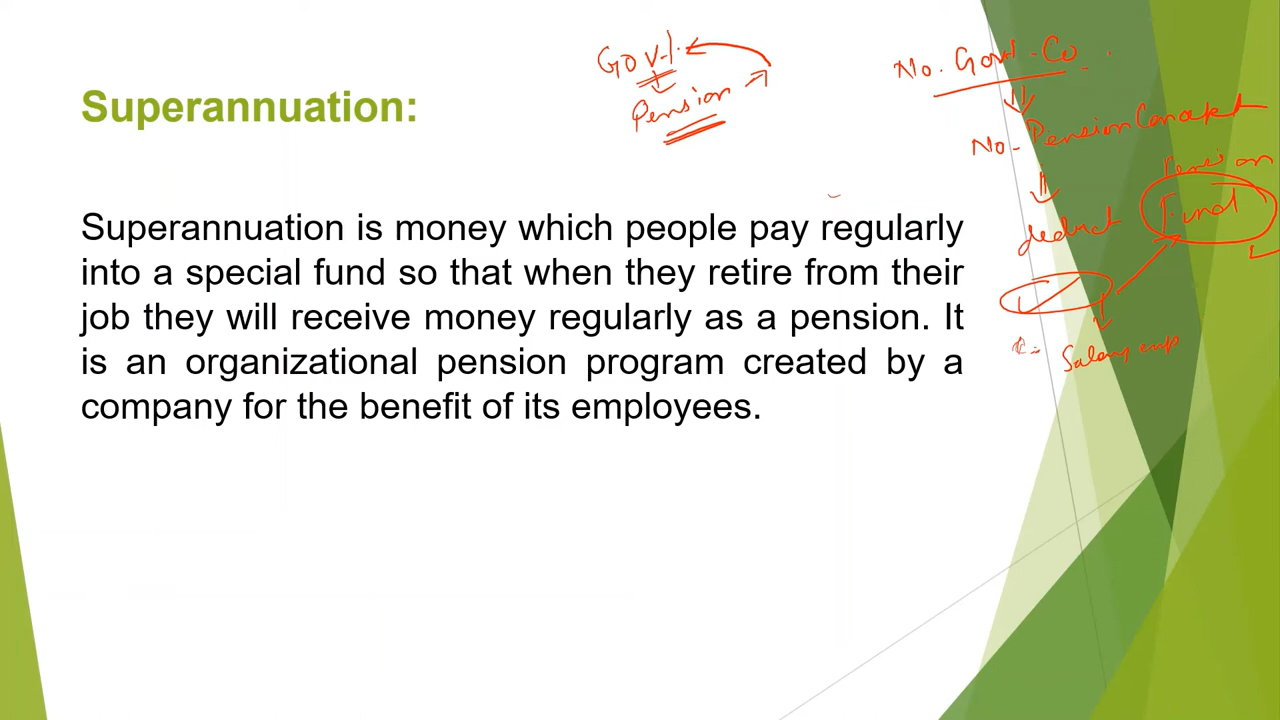 Gov-t.
Pension
No. Govt. Co
No. Pension Concept
deduct
Pension
Fund
Salary emp
Superannuation:
Superannuation is money which people pay regularly
into a special fund so that when they retire from their
job they will receive money regularly as a pension. It
is an organizational pension program created by a
company for the benefit of its employees.